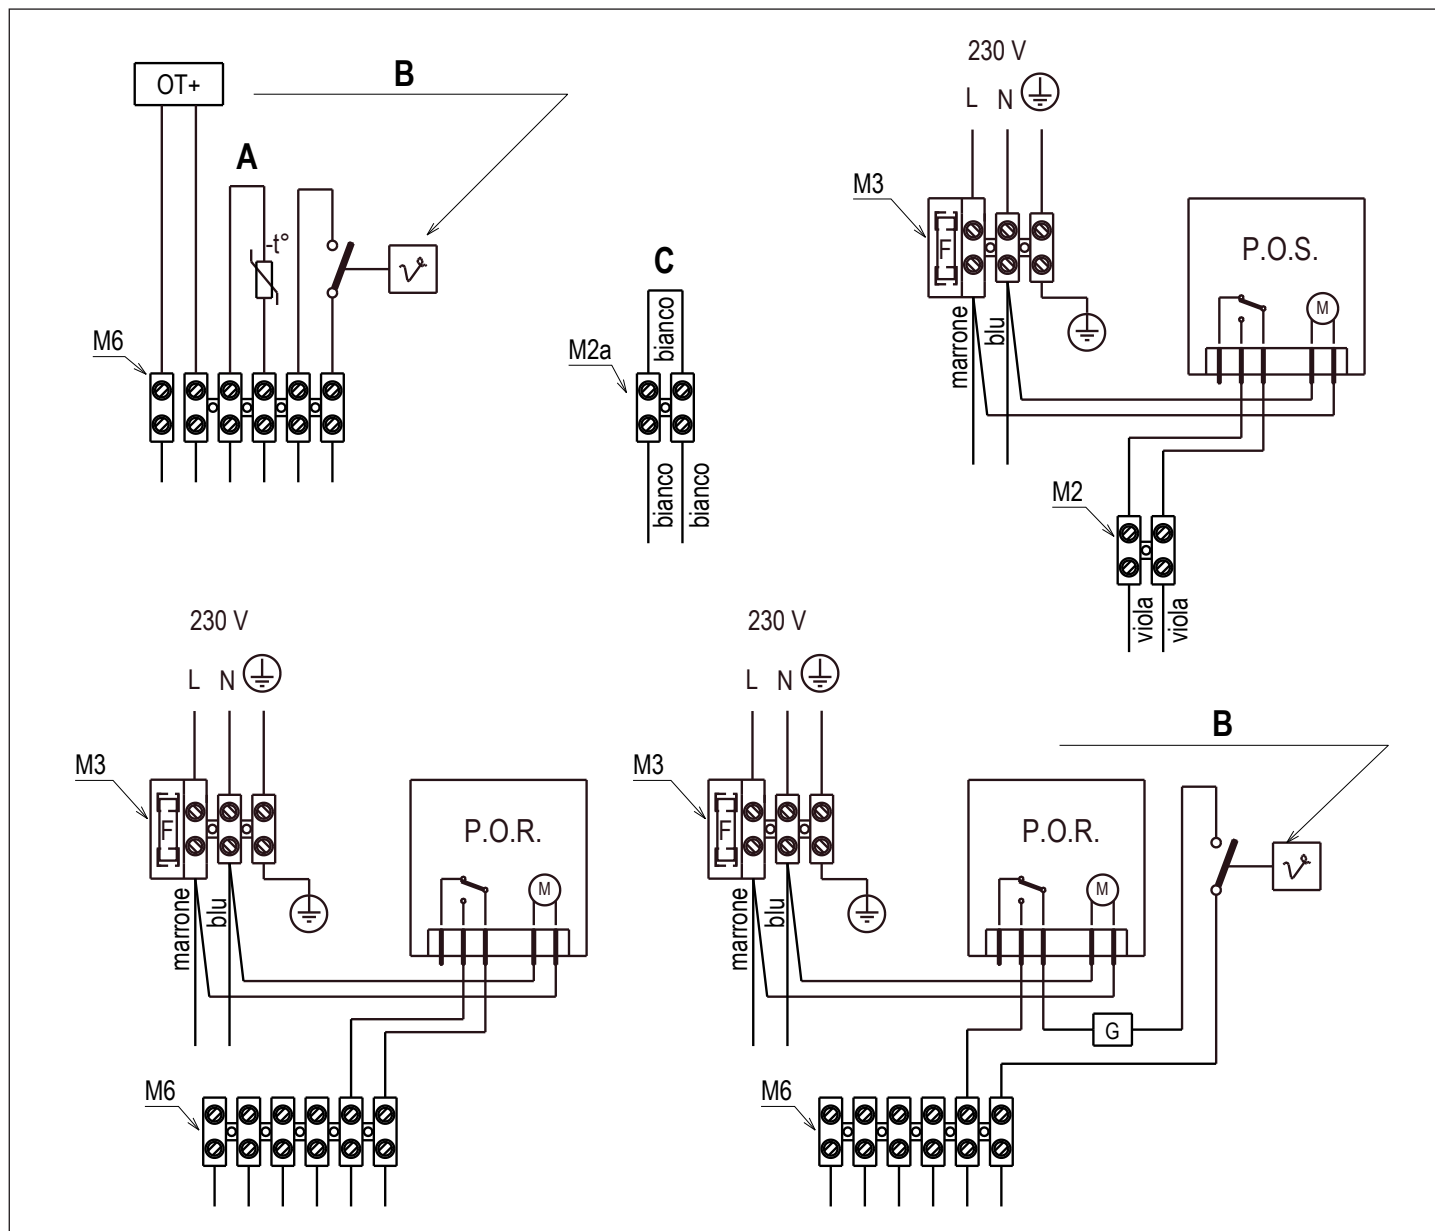 OT+
B
A
-t°
M6
C
bianco
M2a
bianco
bianco
230 V
L N
M3
F
P.O.S.
M
marrone
blu
M2
viola
viola
230 V
L N
M3
F
P.O.R.
M
marrone
blu
M6
230 V
L N
B
M3
F
P.O.R.
M
marrone
blu
G
M6